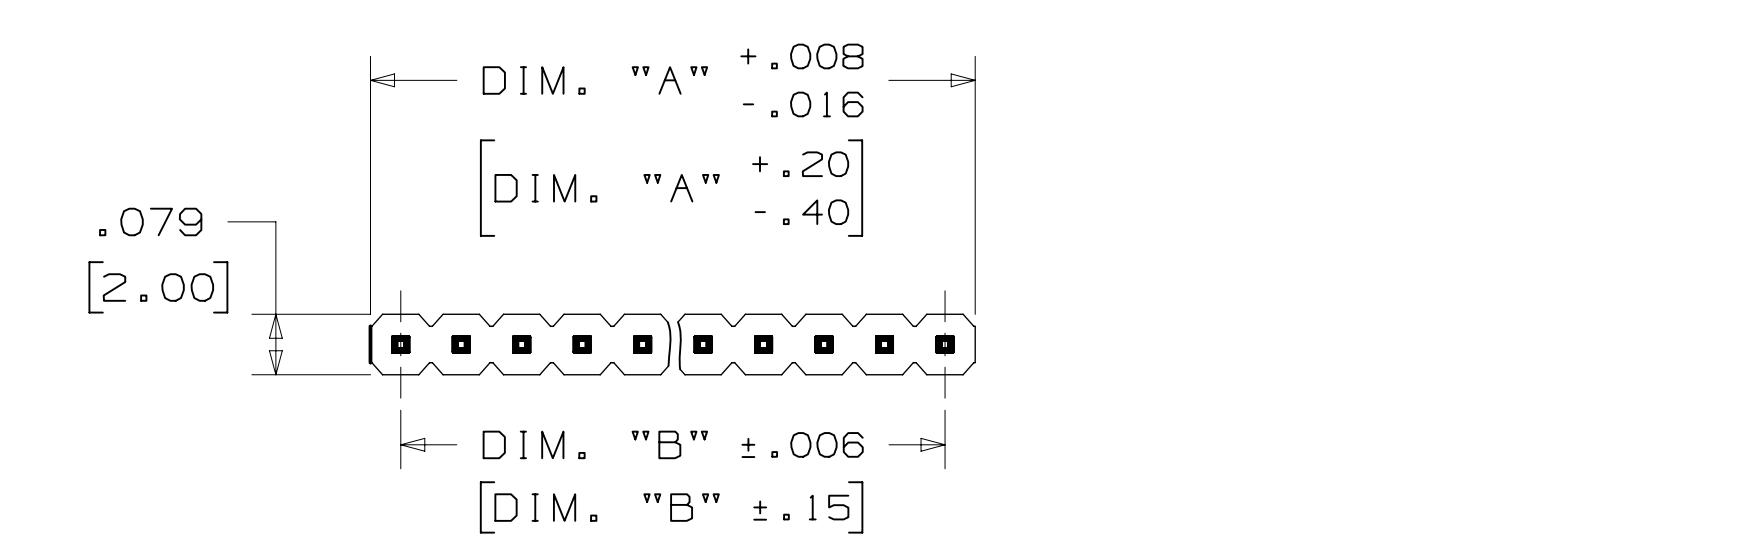 DIM. "A" +.008
-.016
[DIM. "A" +.20
-.40]
.079
[2.00]
DIM. "B" ±.006
[DIM. "B" ±.15]